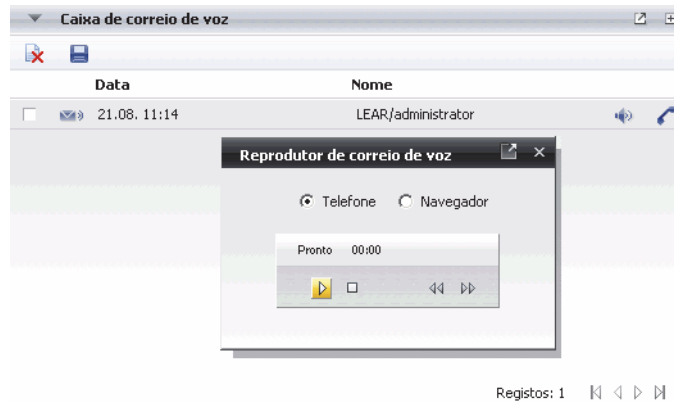 Caixa de correio de voz
Data Nome
21.08. 11:14 LEAR/administrator
Reprodutor de correio de voz
Telefone Navegador
Pronto 00:00
Registos: 1